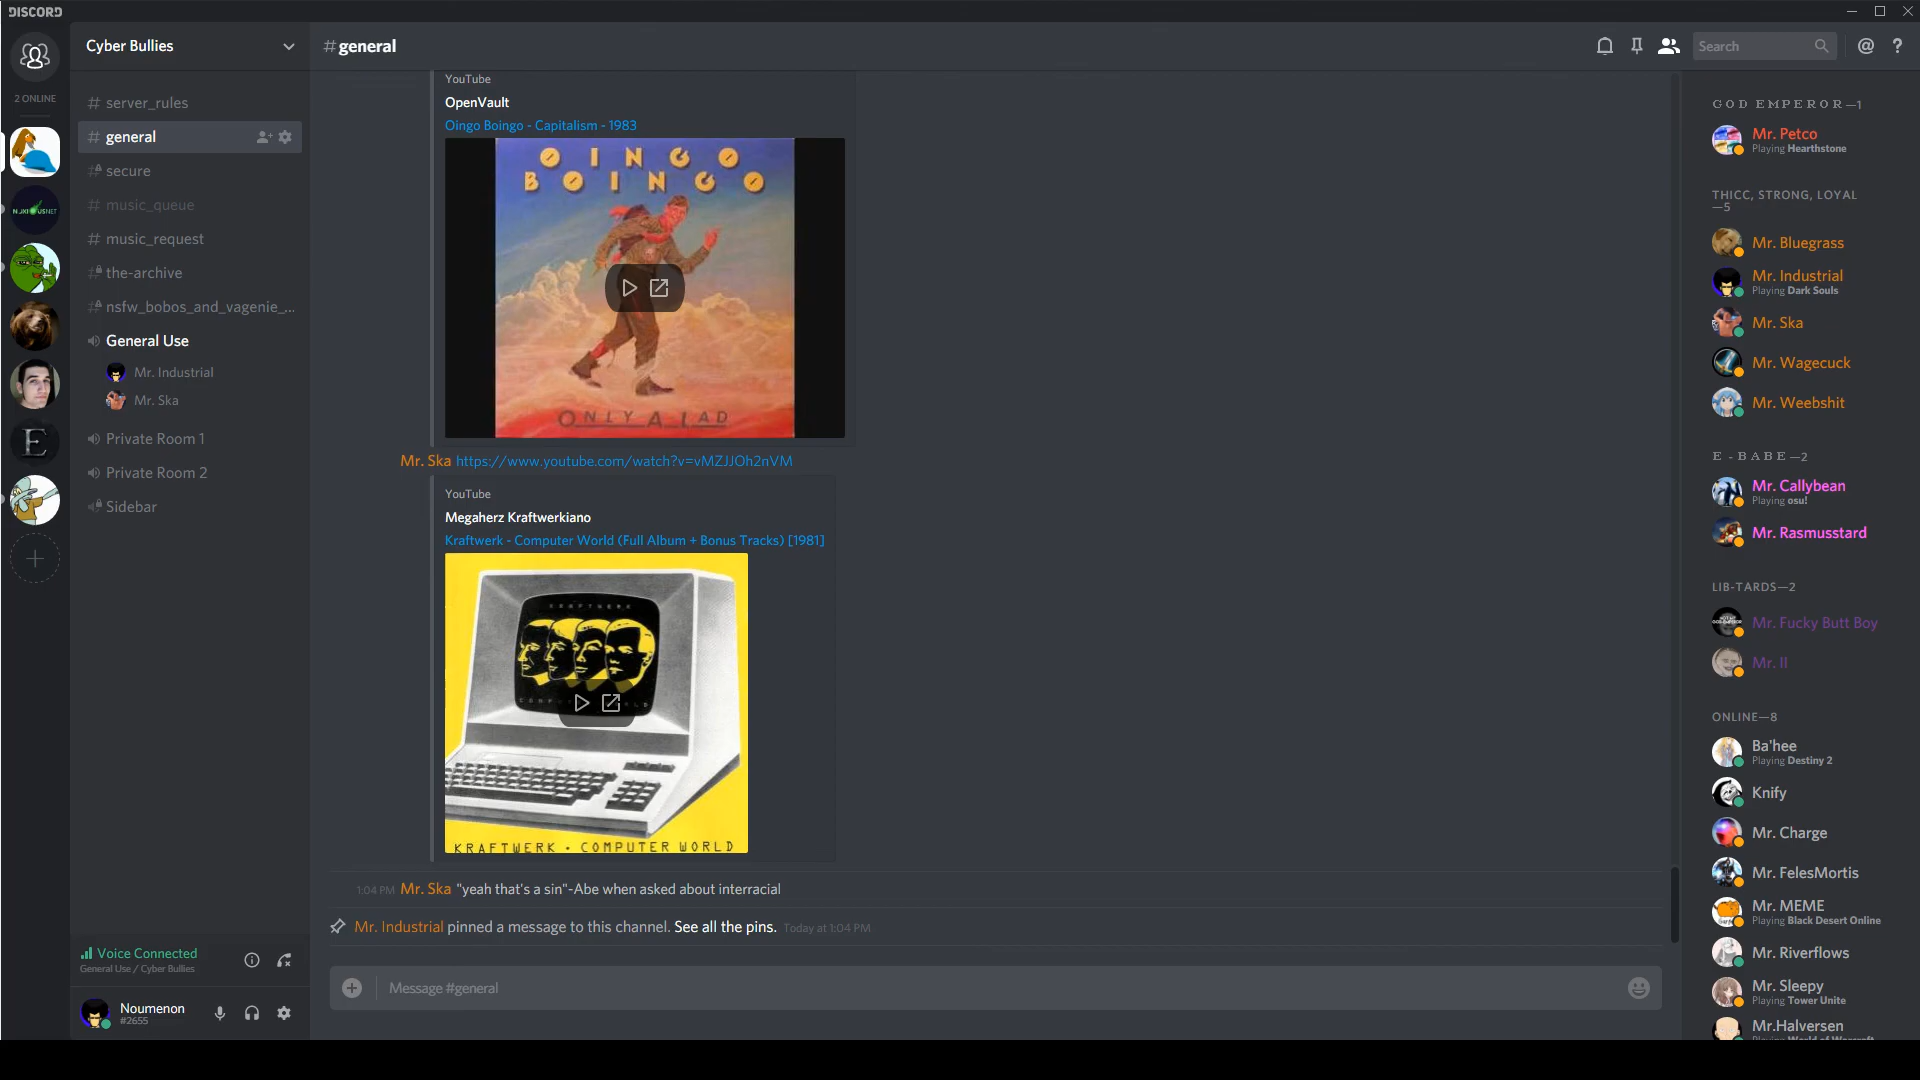 DISCORD
2 ONLINE
NOXIOUSNET
E
Cyber Bullies
# server_rules
# general
# secure
# music_queue
# music_request
# the-archive
# nsfw_bobos_and_vagenie_...
General Use
Mr. Industrial
Mr. Ska
Private Room 1
Private Room 2
Sidebar
Voice Connected
General Use / Cyber Bullies
Noumenon
#2655
# general
Search
@ ?
YouTube
OpenVault
Oingo Boingo - Capitalism - 1983
OINGO
BOINGO
ONLY A LAD
Mr. Ska https://www.youtube.com/watch?v=vMZJJOh2nVM
YouTube
Megaherz Kraftwerkiano
Kraftwerk - Computer World (Full Album + Bonus Tracks) [1981]
KRAFTWERK
KRAFTWERK · COMPUTER WORLD
1:04 PM Mr. Ska "yeah that's a sin"-Abe when asked about interracial
Mr. Industrial pinned a message to this channel. See all the pins. Today at 1:04 PM
Message #general
GOD EMPEROR—1
Mr. Petco
Playing Hearthstone
THICC, STRONG, LOYAL
—5
Mr. Bluegrass
Mr. Industrial
Playing Dark Souls
Mr. Ska
Mr. Wagecuck
Mr. Weebshit
E-BABE—2
Mr. Callybean
Playing osu!
Mr. Rasmusstard
LIB-TARDS—2
Mr. Fucky Butt Boy
Mr. II
ONLINE—8
Ba'hee
Playing Destiny 2
Knify
Mr. Charge
Mr. FelesMortis
Mr. MEME
Playing Black Desert Online
Mr. Riverflows
Mr. Sleepy
Playing Tower Unite
Mr.Halversen
Playing World of Warcraft